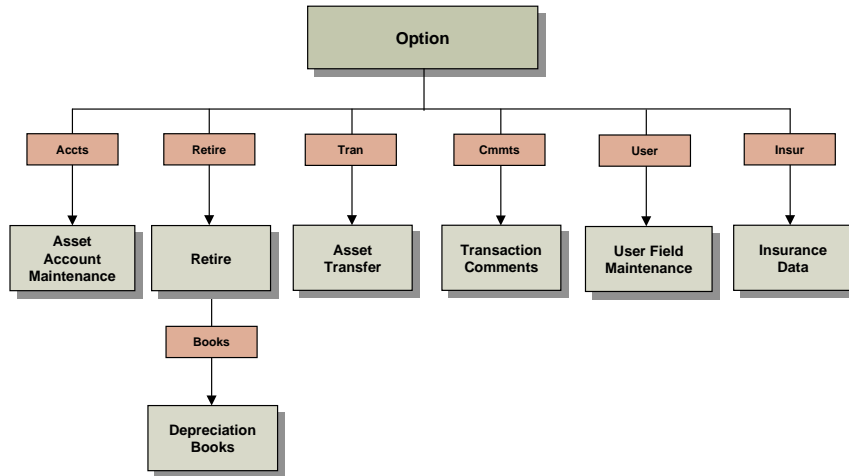 Option
Accts
Retire
Tran
Cmmts
User
Insur
Asset
Account
Maintenance
Retire
Asset
Transfer
Transaction
Comments
User Field
Maintenance
Insurance
Data
Books
Depreciation
Books